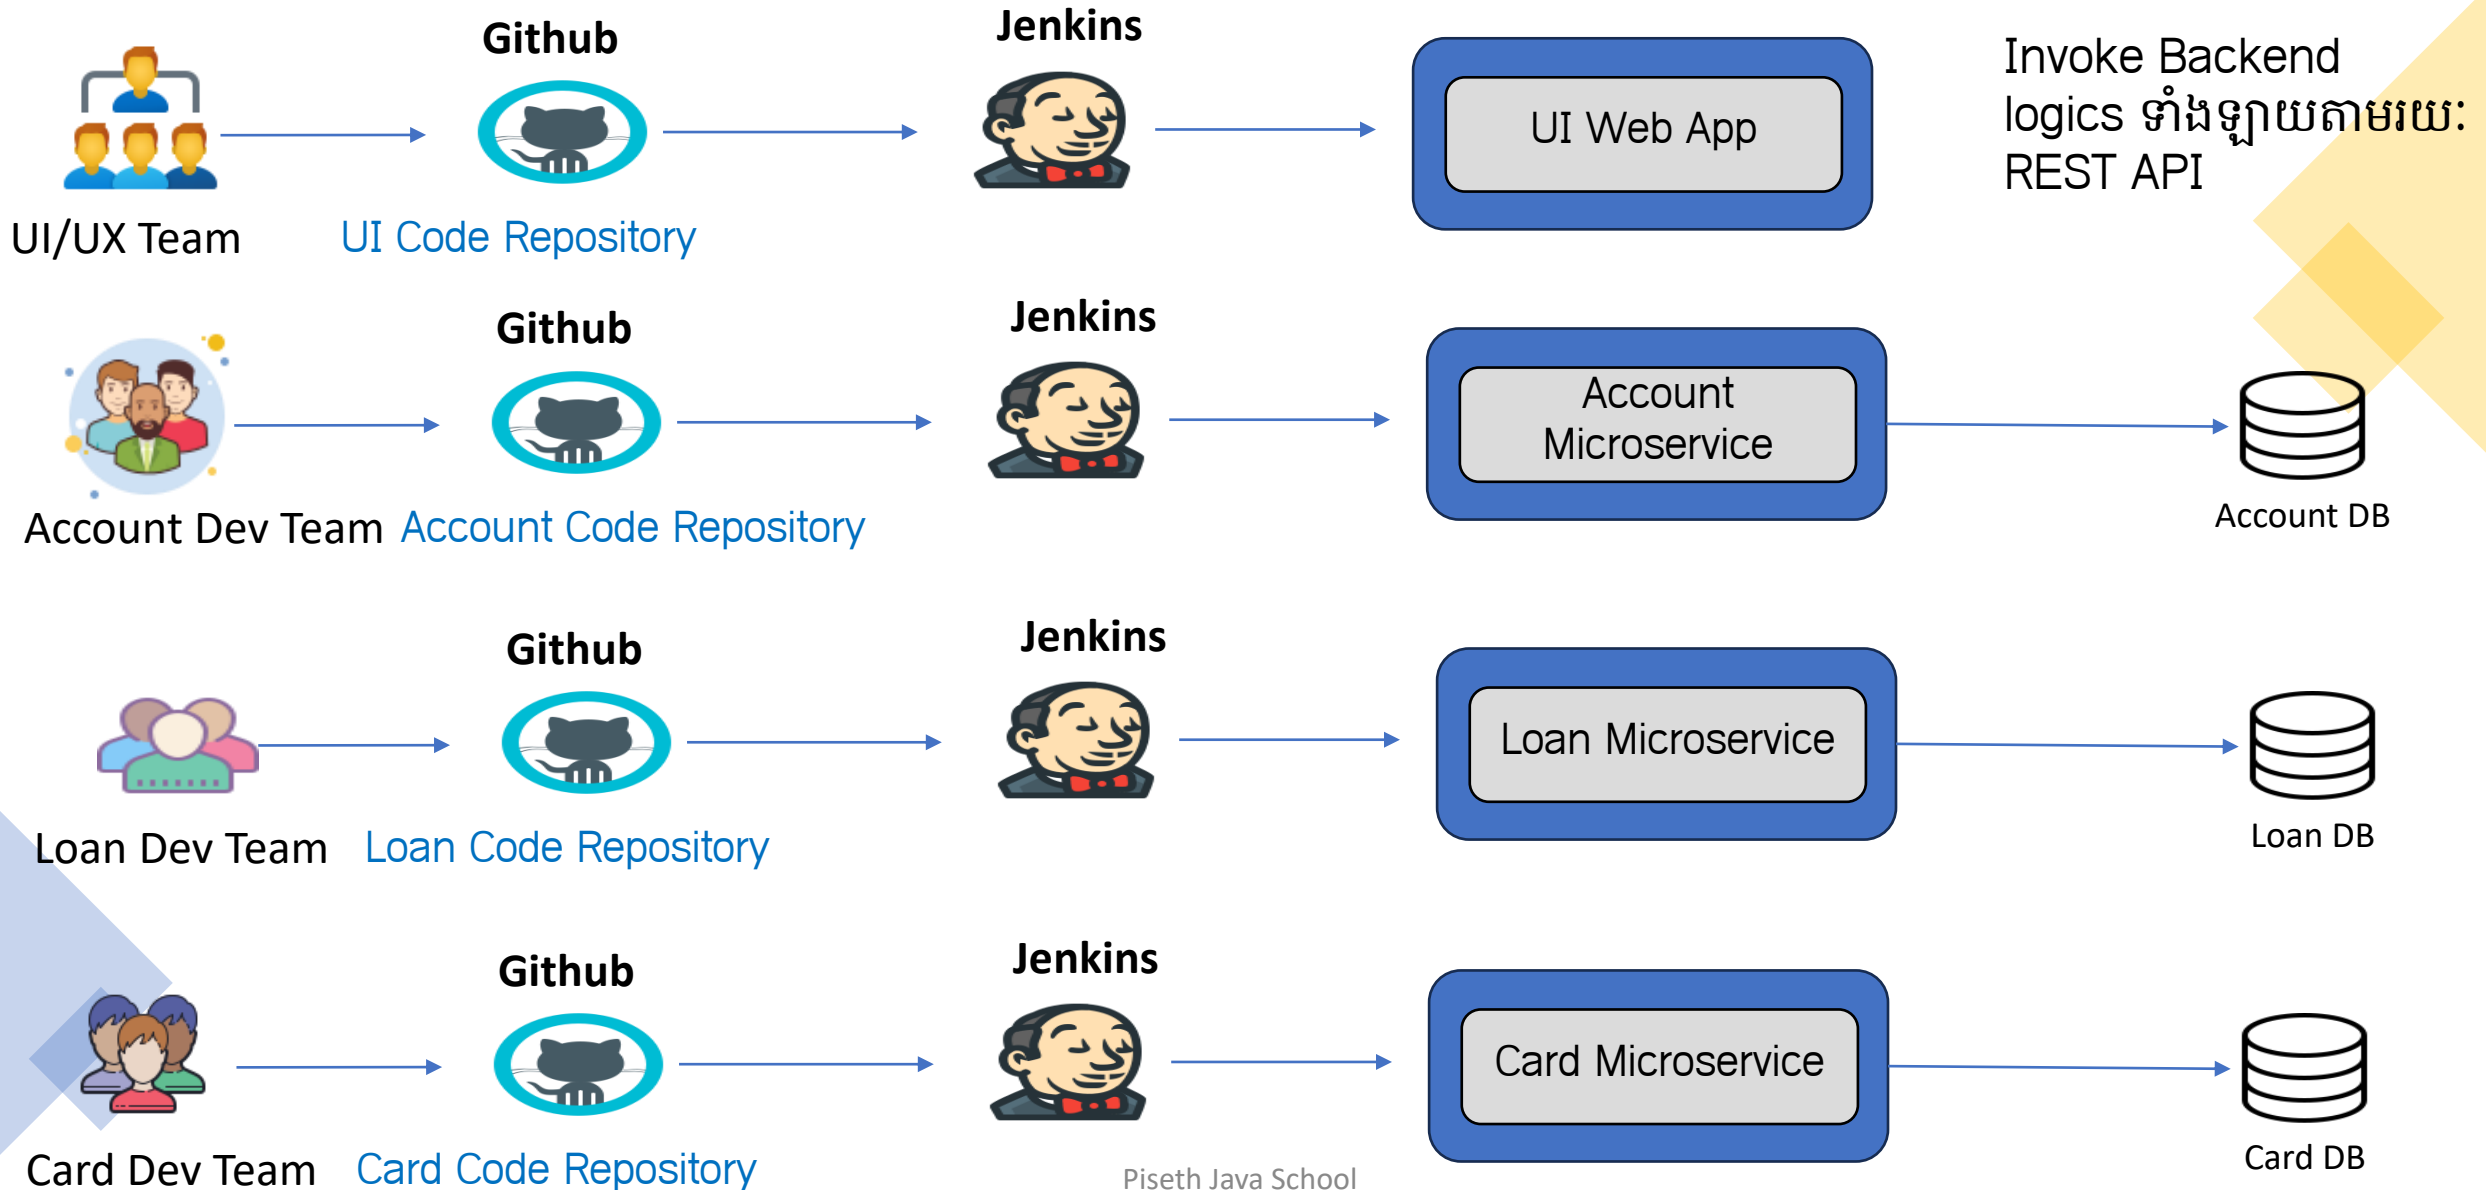 Github
Jenkins
UI Web App
Invoke Backend
logics ទាំងឡាយតាមរយៈ
REST API
UI/UX Team
UI Code Repository
Github
Jenkins
Account
Microservice
Account Dev Team
Account Code Repository
Account DB
Github
Jenkins
Loan Microservice
Loan Dev Team
Loan Code Repository
Loan DB
Github
Jenkins
Card Microservice
Card Dev Team
Card Code Repository
Card DB
Piseth Java School